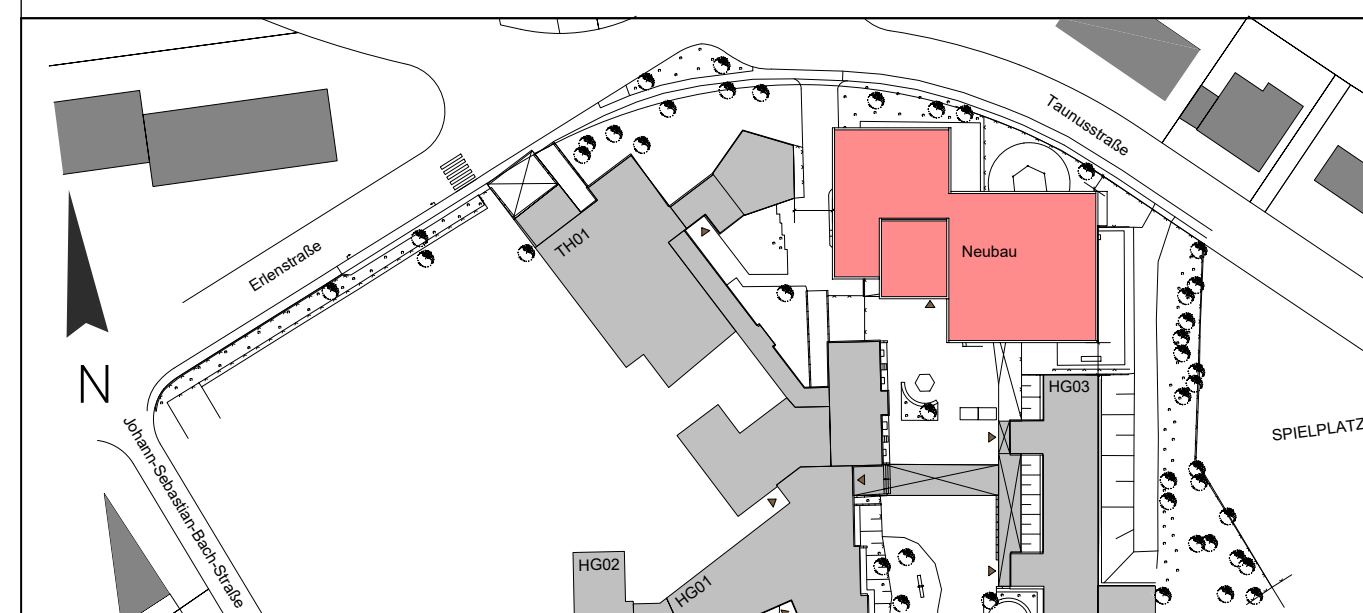 Taunusstraße
Erlenstraße
TH01
Neubau
N
HG03
Johann-Sebastian-Bach-Straße
SPIELPLATZ
HG02
HG01